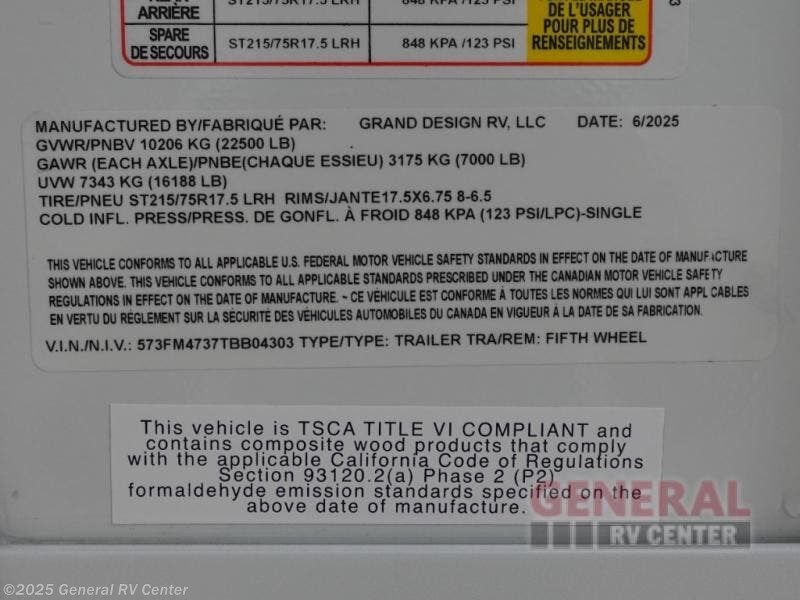 ARRIÈRE
ST215/75R17.5 LRH 848 KPA /123 PSI
DE L'USAGER
POUR PLUS DE
RENSEIGNEMENTS
SPARE
DE SECOURS
ST215/75R17.5 LRH 848 KPA /123 PSI
MANUFACTURED BY/FABRIQUÉ PAR: GRAND DESIGN RV, LLC DATE: 6/2025
GVWR/PNBV 10206 KG (22500 LB)
GAWR (EACH AXLE)/PNBE(CHAQUE ESSIEU) 3175 KG (7000 LB)
UVW 7343 KG (16188 LB)
TIRE/PNEU ST215/75R17.5 LRH RIMS/JANTE17.5X6.75 8-6.5
COLD INFL. PRESS/PRESS. DE GONFL. À FROID 848 KPA (123 PSI/LPC)-SINGLE
THIS VEHICLE CONFORMS TO ALL APPLICABLE U.S. FEDERAL MOTOR VEHICLE SAFETY STANDARDS IN EFFECT ON THE DATE OF MANUFACTURE
SHOWN ABOVE. THIS VEHICLE CONFORMS TO ALL APPLICABLE STANDARDS PRESCRIBED UNDER THE CANADIAN MOTOR VEHICLE SAFETY
REGULATIONS IN EFFECT ON THE DATE OF MANUFACTURE. ~ CE VÉHICULE EST CONFORME À TOUTES LES NORMES QUI LUI SONT APPLICABLES
EN VERTU DU RÈGLEMENT SUR LA SÉCURITÉ DES VÉHICULES AUTOMOBILES DU CANADA EN VIGUEUR À LA DATE DE SA FABRICATION.
V.I.N./N.I.V.: 573FM4737TBB04303 TYPE/TYPE: TRAILER TRA/REM: FIFTH WHEEL
This vehicle is TSCA TITLE VI COMPLIANT and
contains composite wood products that comply
with the applicable California Code of Regulations
Section 93120.2(a) Phase 2 (P2)
formaldehyde emission standards specified on the
above date of manufacture.
GENERAL
RV CENTER
©2025 General RV Center